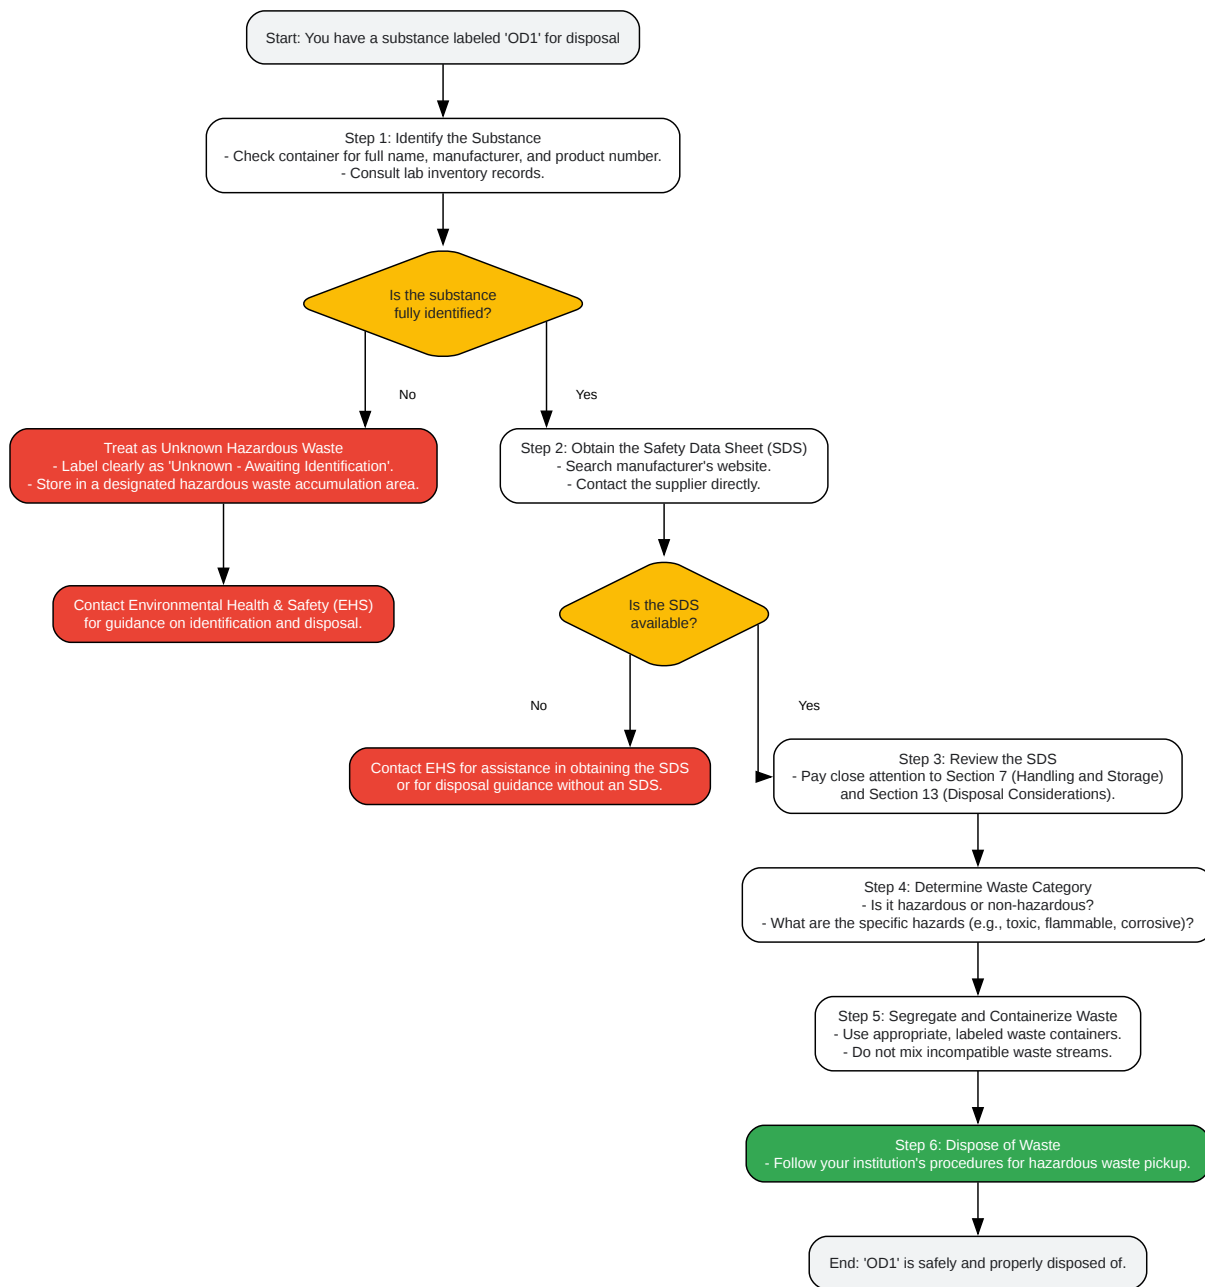 Start: You have a substance labeled 'OD1' for disposal
Step 1: Identify the Substance
- Check container for full name, manufacturer, and product number.
- Consult lab inventory records.
Is the substance
fully identified?
No
Yes
Treat as Unknown Hazardous Waste
- Label clearly as 'Unknown - Awaiting Identification'.
- Store in a designated hazardous waste accumulation area.
Step 2: Obtain the Safety Data Sheet (SDS)
- Search manufacturer's website.
- Contact the supplier directly.
Contact Environmental Health & Safety (EHS)
for guidance on identification and disposal.
Is the SDS
available?
No
Yes
Contact EHS for assistance in obtaining the SDS
or for disposal guidance without an SDS.
Step 3: Review the SDS
- Pay close attention to Section 7 (Handling and Storage)
and Section 13 (Disposal Considerations).
Step 4: Determine Waste Category
- Is it hazardous or non-hazardous?
- What are the specific hazards (e.g., toxic, flammable, corrosive)?
Step 5: Segregate and Containerize Waste
- Use appropriate, labeled waste containers.
- Do not mix incompatible waste streams.
Step 6: Dispose of Waste
- Follow your institution's procedures for hazardous waste pickup.
End: 'OD1' is safely and properly disposed of.